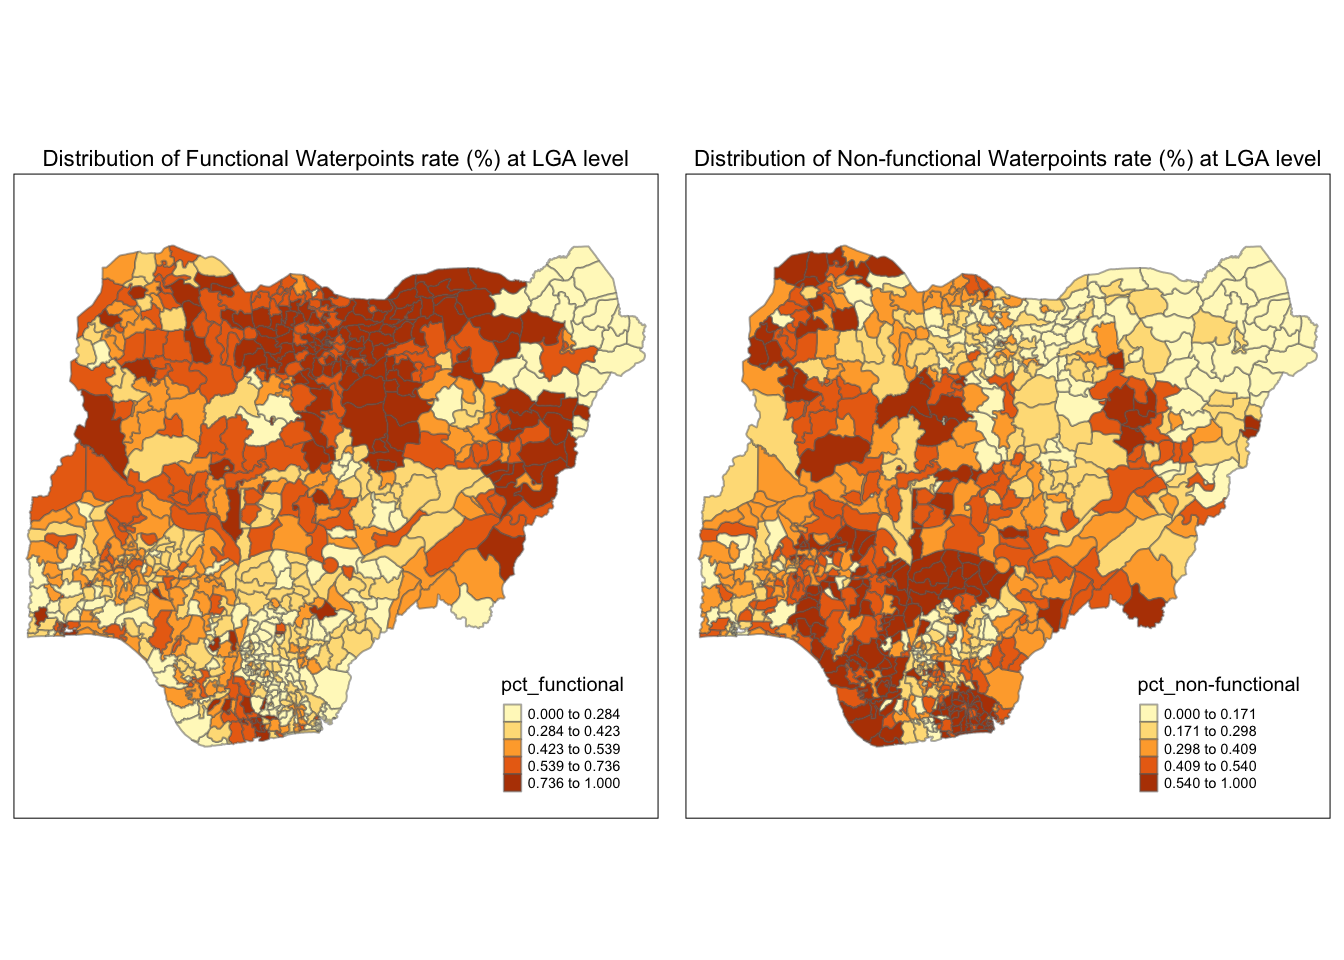 Distribution of Functional Waterpoints rate (%) at LGA level
pct_functional
0.000 to 0.284
0.284 to 0.423
0.423 to 0.539
0.539 to 0.736
0.736 to 1.000
Distribution of Non-functional Waterpoints rate (%) at LGA level
pct_non-functional
0.000 to 0.171
0.171 to 0.298
0.298 to 0.409
0.409 to 0.540
0.540 to 1.000